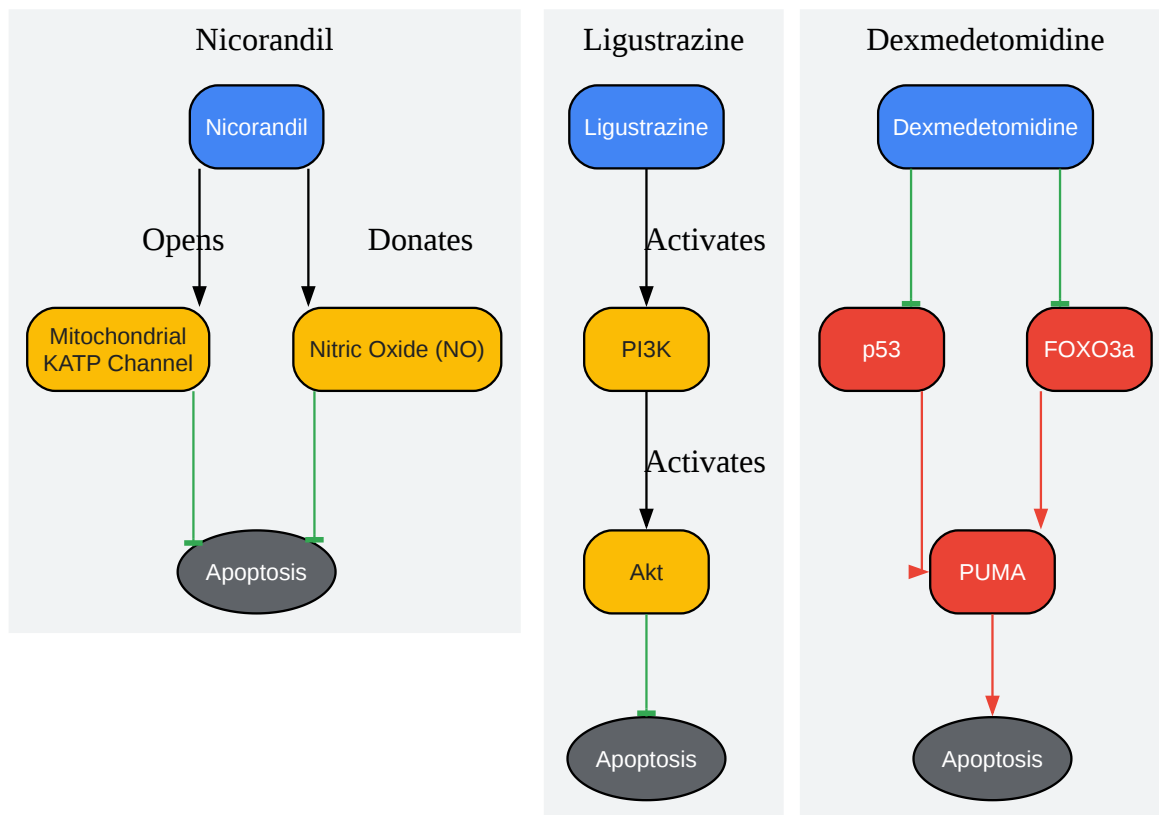 Nicorandil
Nicorandil
Opens
Donates
Mitochondrial
KATP Channel
Nitric Oxide (NO)
Apoptosis
Ligustrazine
Ligustrazine
Activates
PI3K
Activates
Akt
Apoptosis
Dexmedetomidine
Dexmedetomidine
p53
FOXO3a
PUMA
Apoptosis